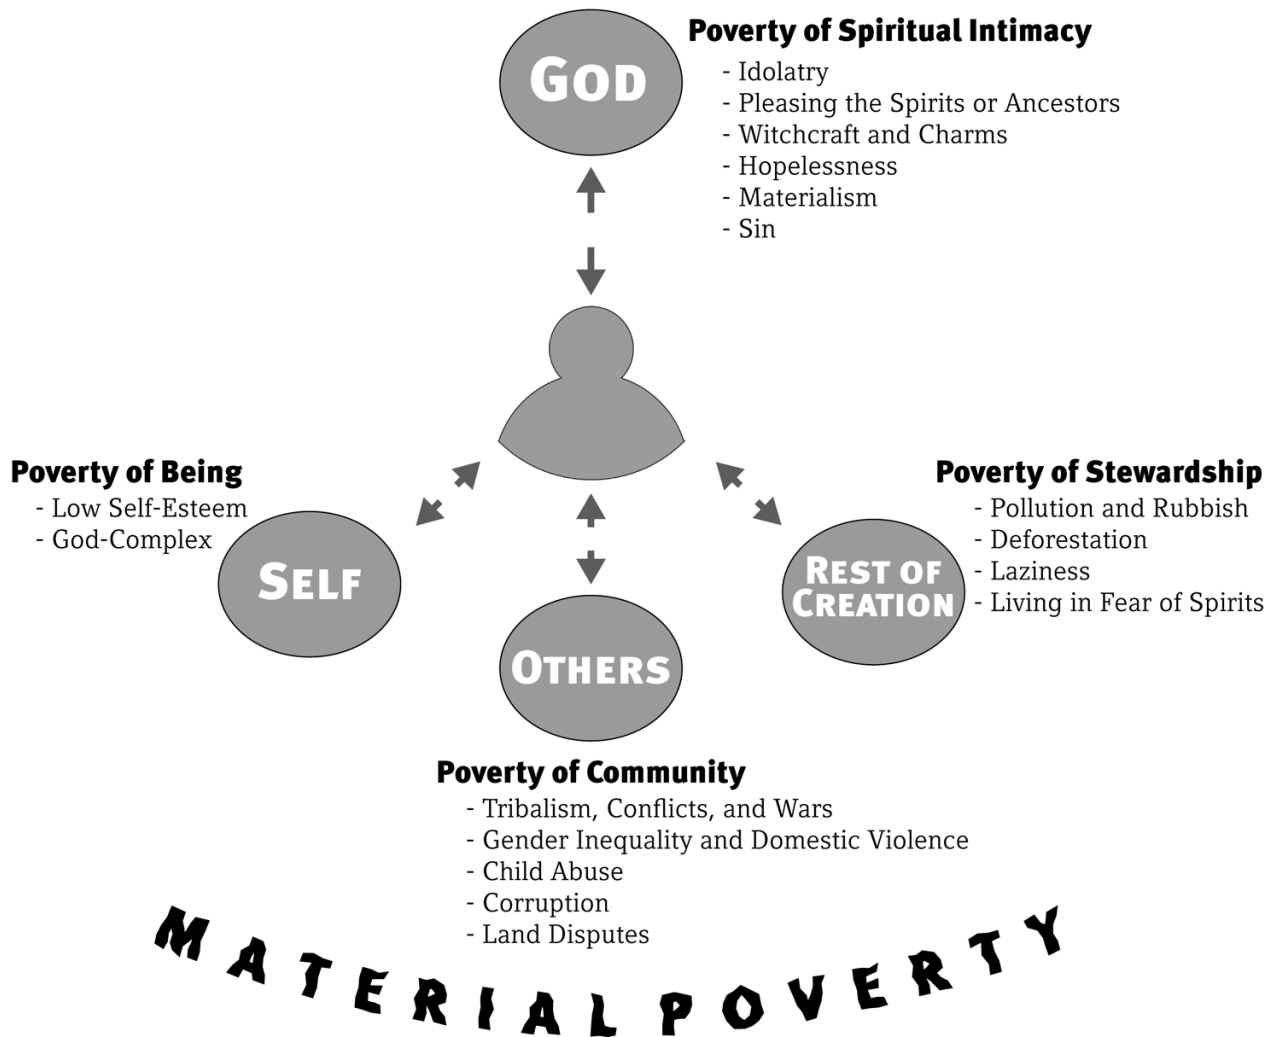 GOD
Poverty of Spiritual Intimacy
- Idolatry
- Pleasing the Spirits or Ancestors
- Witchcraft and Charms
- Hopelessness
- Materialism
- Sin
Poverty of Being
- Low Self-Esteem
- God-Complex
SELF
OTHERS
Poverty of Stewardship
- Pollution and Rubbish
- Deforestation
- Laziness
- Living in Fear of Spirits
REST OF
CREATION
Poverty of Community
- Tribalism, Conflicts, and Wars
- Gender Inequality and Domestic Violence
- Child Abuse
- Corruption
- Land Disputes
MATERIAL POVERTY